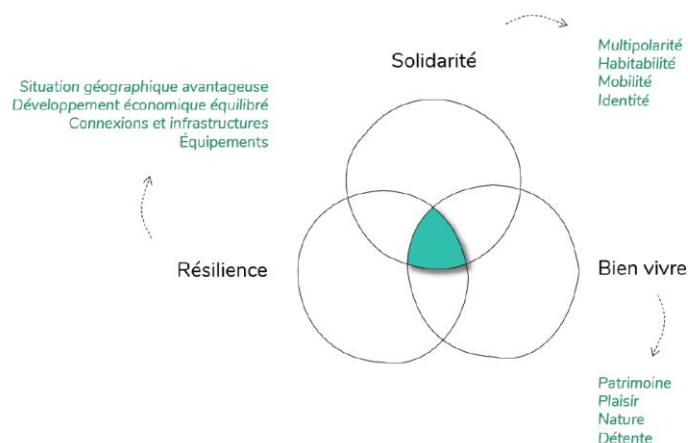 Solidarité
Multipolarité
Habitabilité
Mobilité
Identité
Situation géographique avantageuse
Développement économique équilibré
Connexions et infrastructures
Équipements
Résilience
Bien vivre
Patrimoine
Plaisir
Nature
Détente